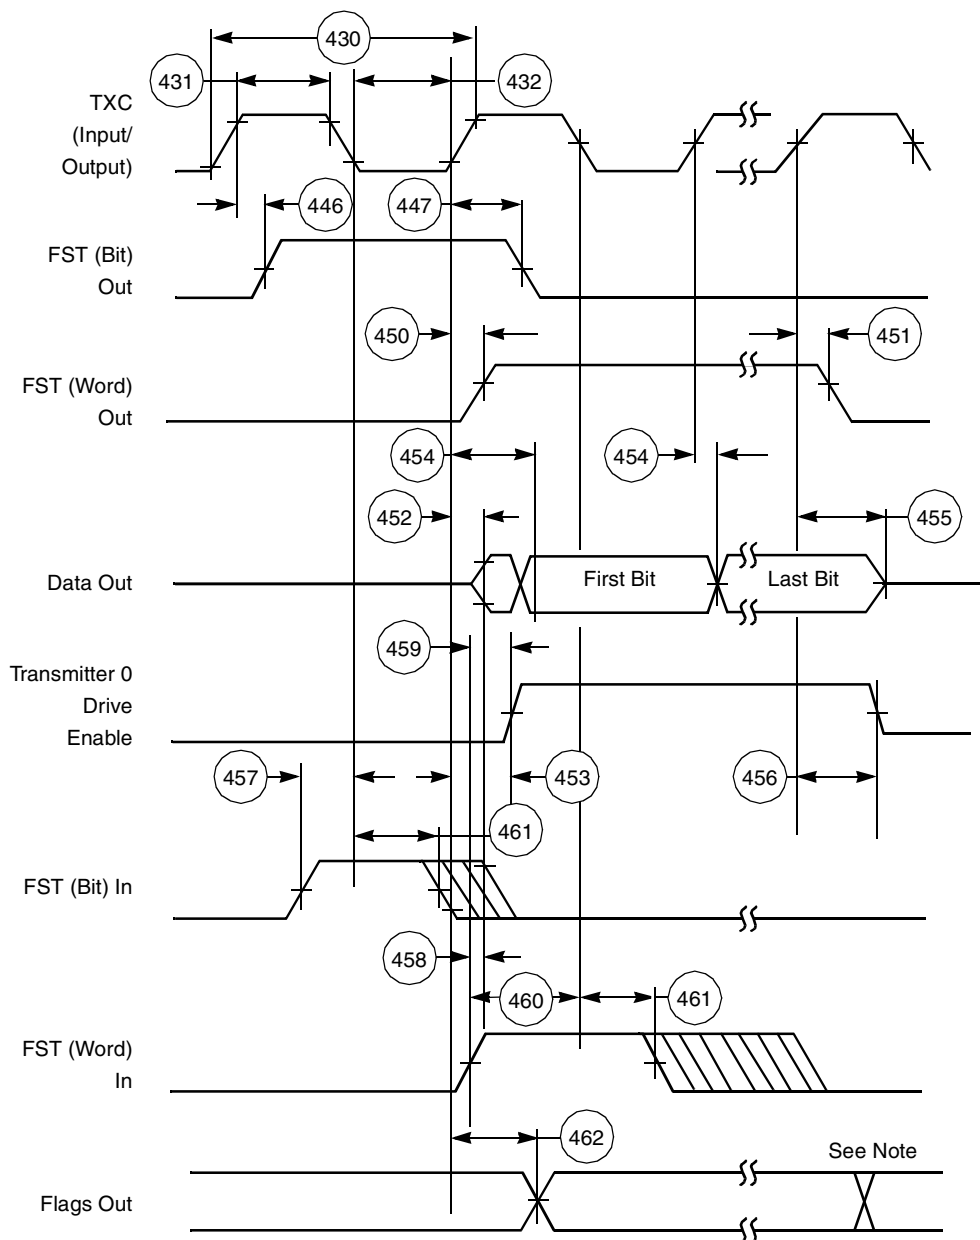 430
431
432
TXC
(Input/
Output)
446
447
FST (Bit)
Out
450
451
FST (Word)
Out
454
454
452
455
Data Out
First Bit
Last Bit
459
Transmitter 0
Drive
Enable
457
453
456
461
FST (Bit) In
458
460
461
FST (Word)
In
462
See Note
Flags Out